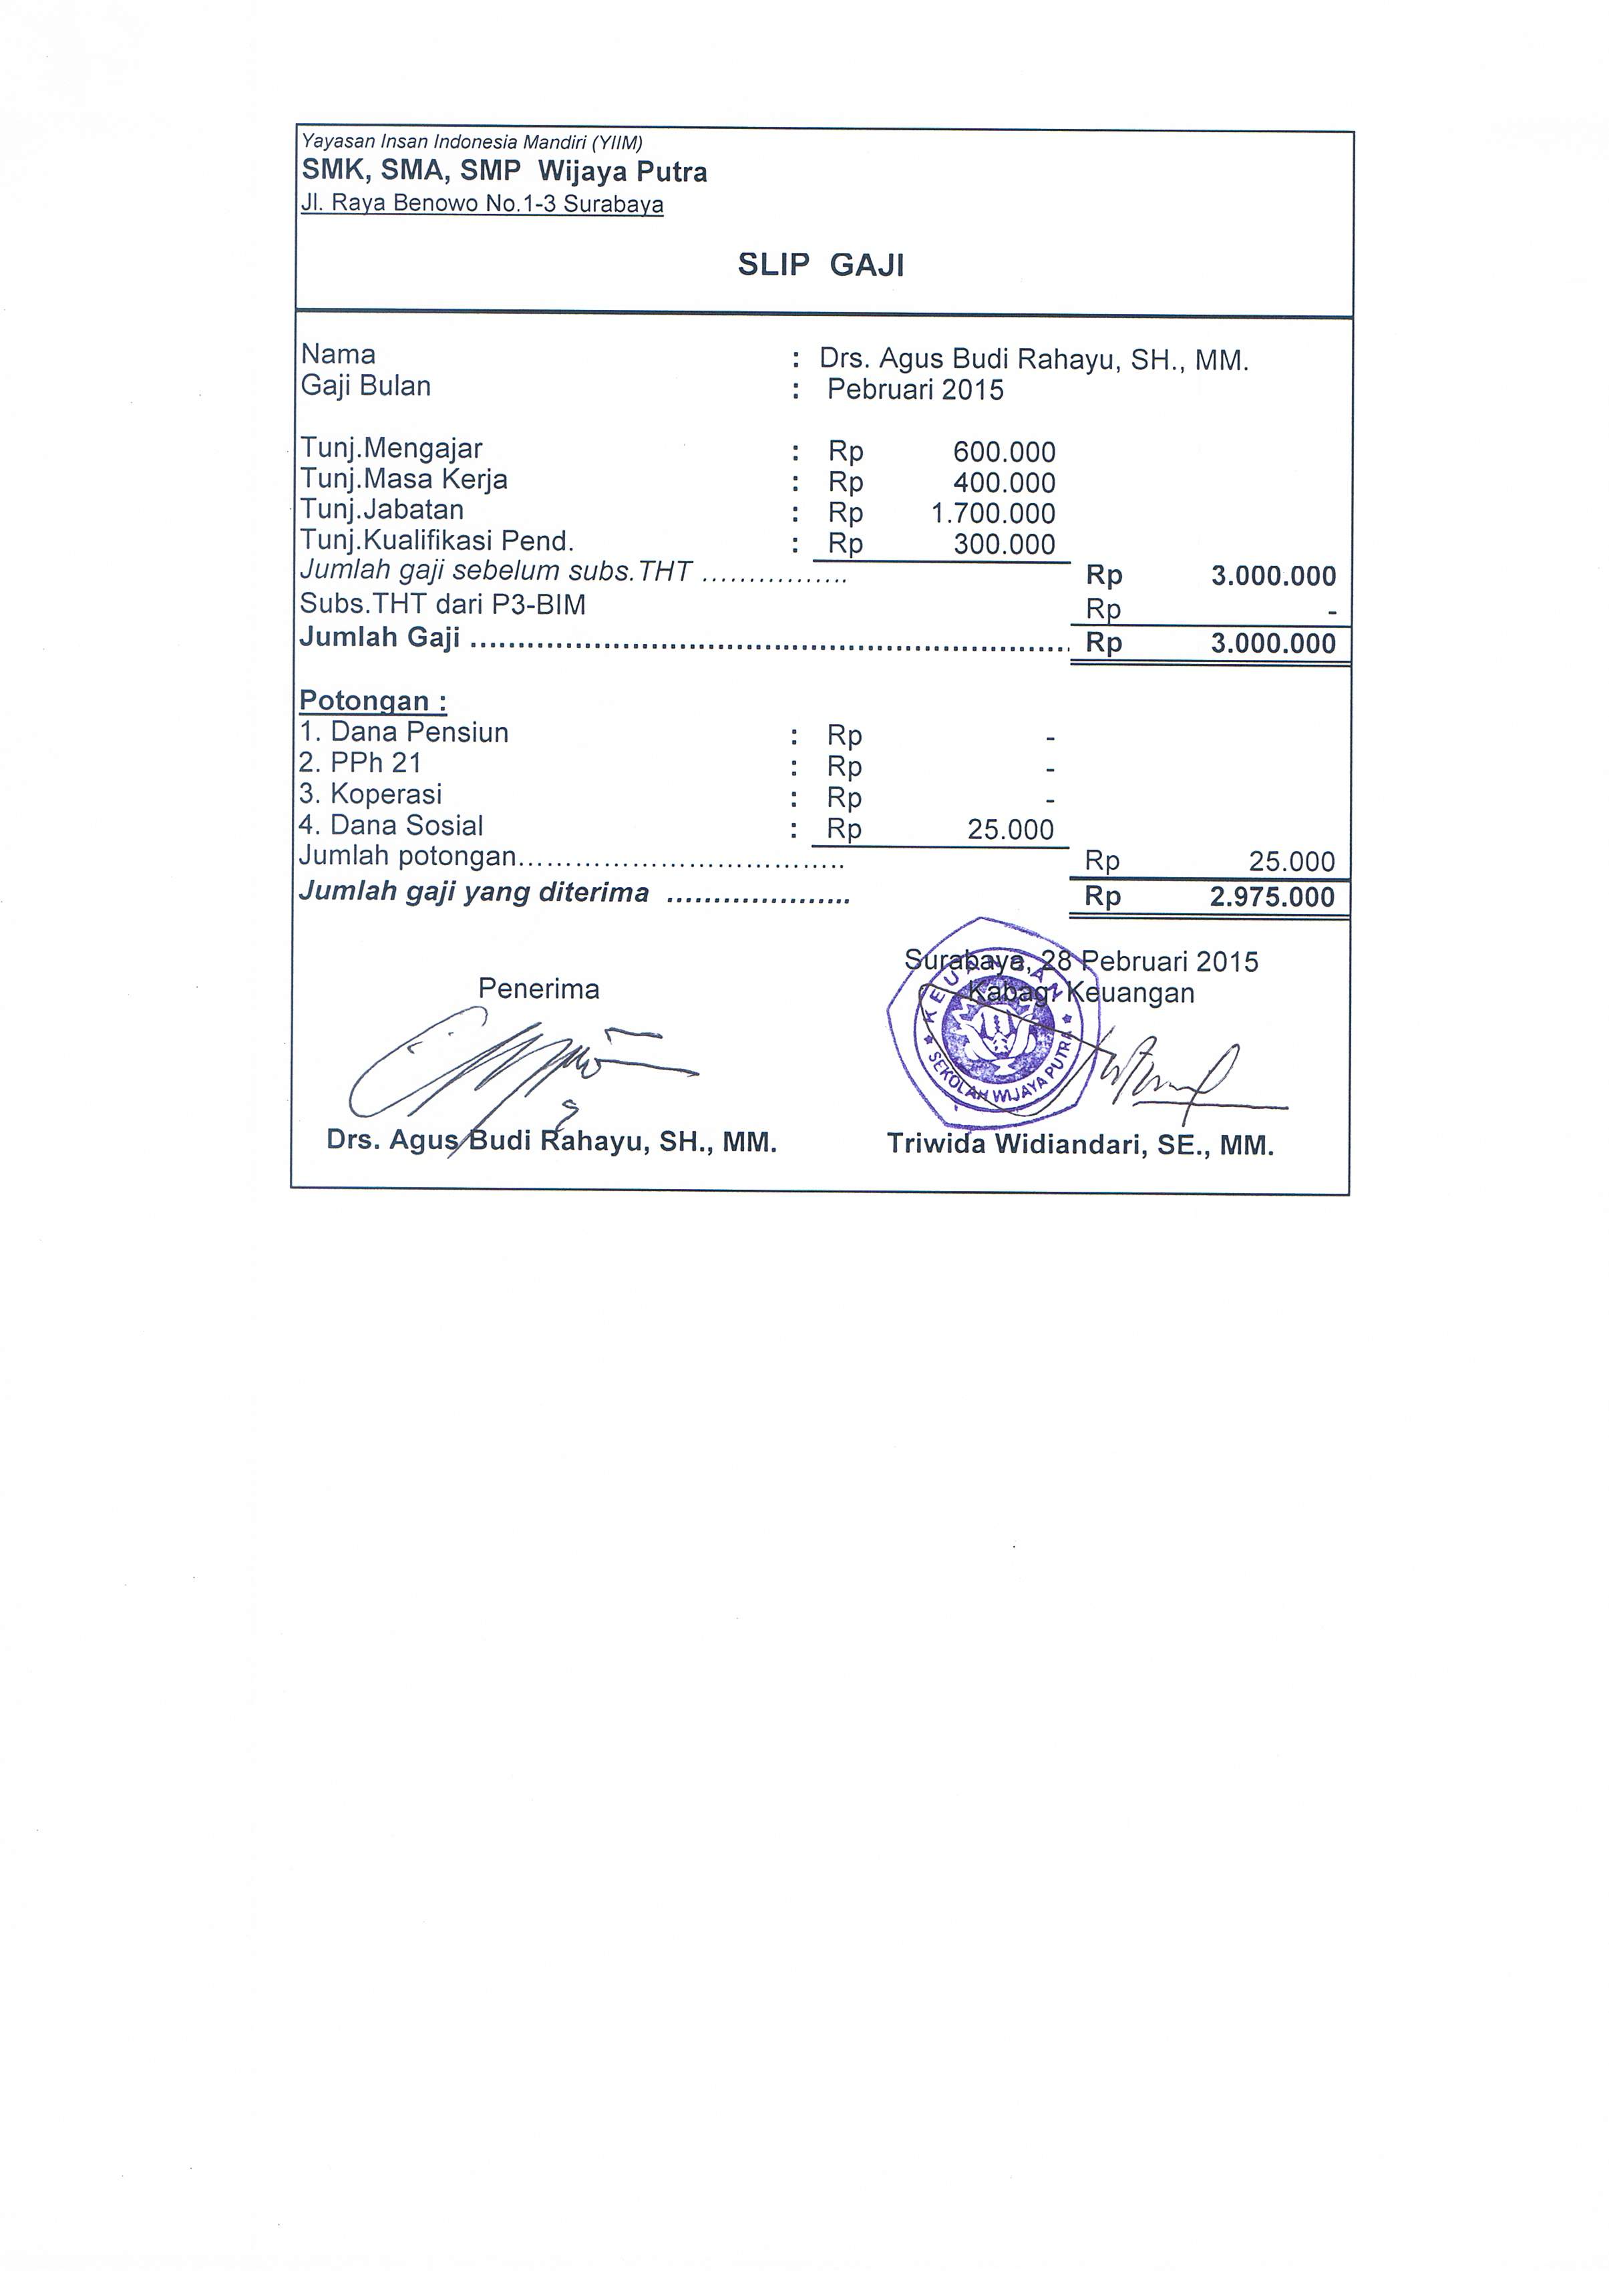 Yayasan Insan Indonesia Mandiri (YIIM)
SMK, SMA, SMP Wijaya Putra
Jl. Raya Benowo No.1-3 Surabaya
SLIP GAJI
Nama : Drs. Agus Budi Rahayu, SH., MM.
Gaji Bulan : Pebruari 2015
Tunj.Mengajar : Rp 600.000
Tunj.Masa Kerja : Rp 400.000
Tunj.Jabatan : Rp 1.700.000
Tunj.Kualifikasi Pend. : Rp 300.000
Jumlah gaji sebelum subs.THT ................ Rp 3.000.000
Subs.THT dari P3-BIM Rp -
Jumlah Gaji ................................................................ Rp 3.000.000
Potongan :
1. Dana Pensiun : Rp -
2. PPh 21 : Rp -
3. Koperasi : Rp -
4. Dana Sosial : Rp 25.000
Jumlah potongan................................... Rp 25.000
Jumlah gaji yang diterima .................... Rp 2.975.000
Surabaya, 28 Pebruari 2015
Penerima Kabag. Keuangan
KEUANGAN
SEKOLAH WIJAYA PUTRA
Drs. Agus Budi Rahayu, SH., MM. Triwida Widiandari, SE., MM.